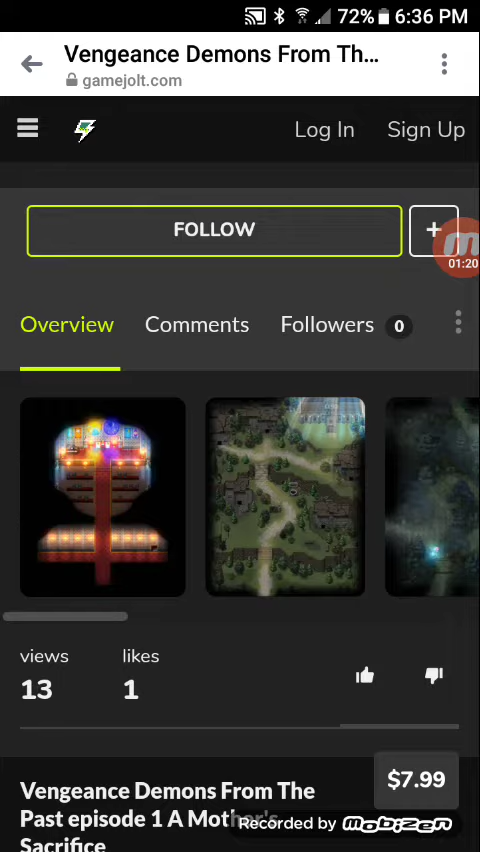 72% 6:36 PM
Vengeance Demons From Th...
gamejolt.com
Log In Sign Up
FOLLOW
+
01:20
Overview Comments Followers 0
views likes
13 1
$7.99
Vengeance Demons From The
Past episode 1 A Mother's
Sacrifice
Recorded by MOBIZEN